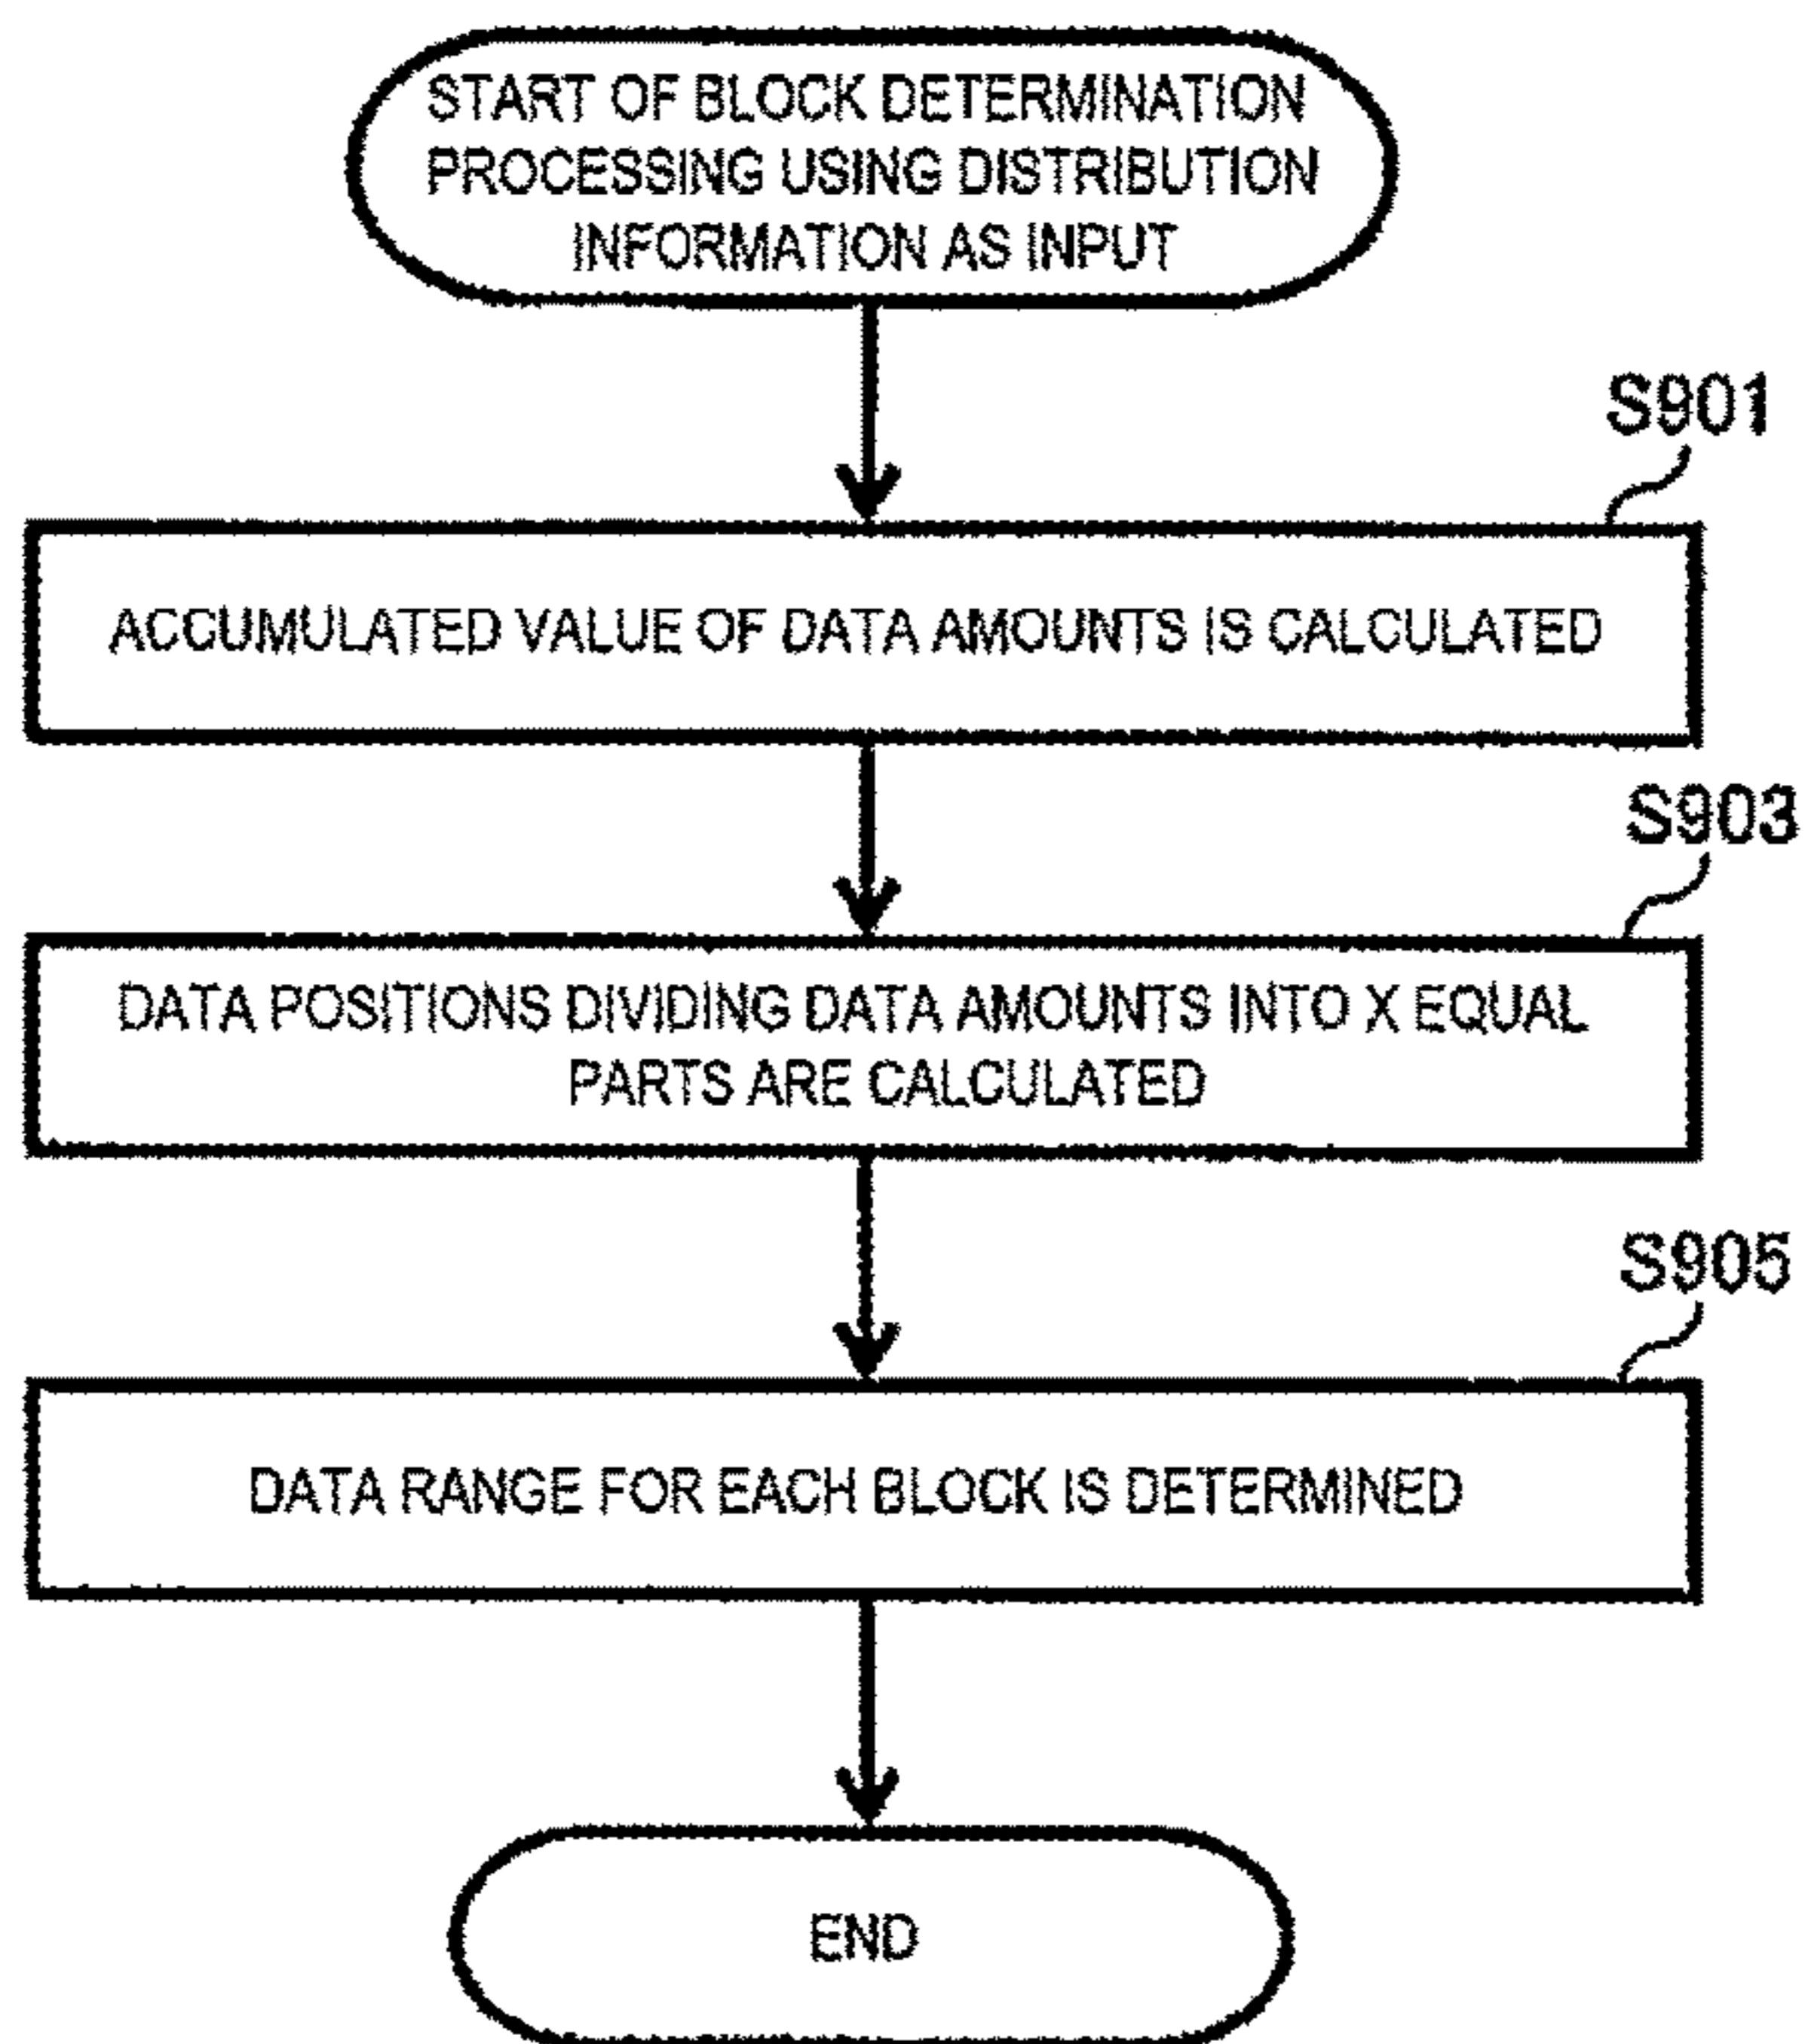 START OF BLOCK DETERMINATION
PROCESSING USING DISTRIBUTION
INFORMATION AS INPUT
S901
ACCUMULATED VALUE OF DATA AMOUNTS IS CALCULATED
S903
DATA POSITIONS DIVIDING DATA AMOUNTS INTO X EQUAL
PARTS ARE CALCULATED
S905
DATA RANGE FOR EACH BLOCK IS DETERMINED
END